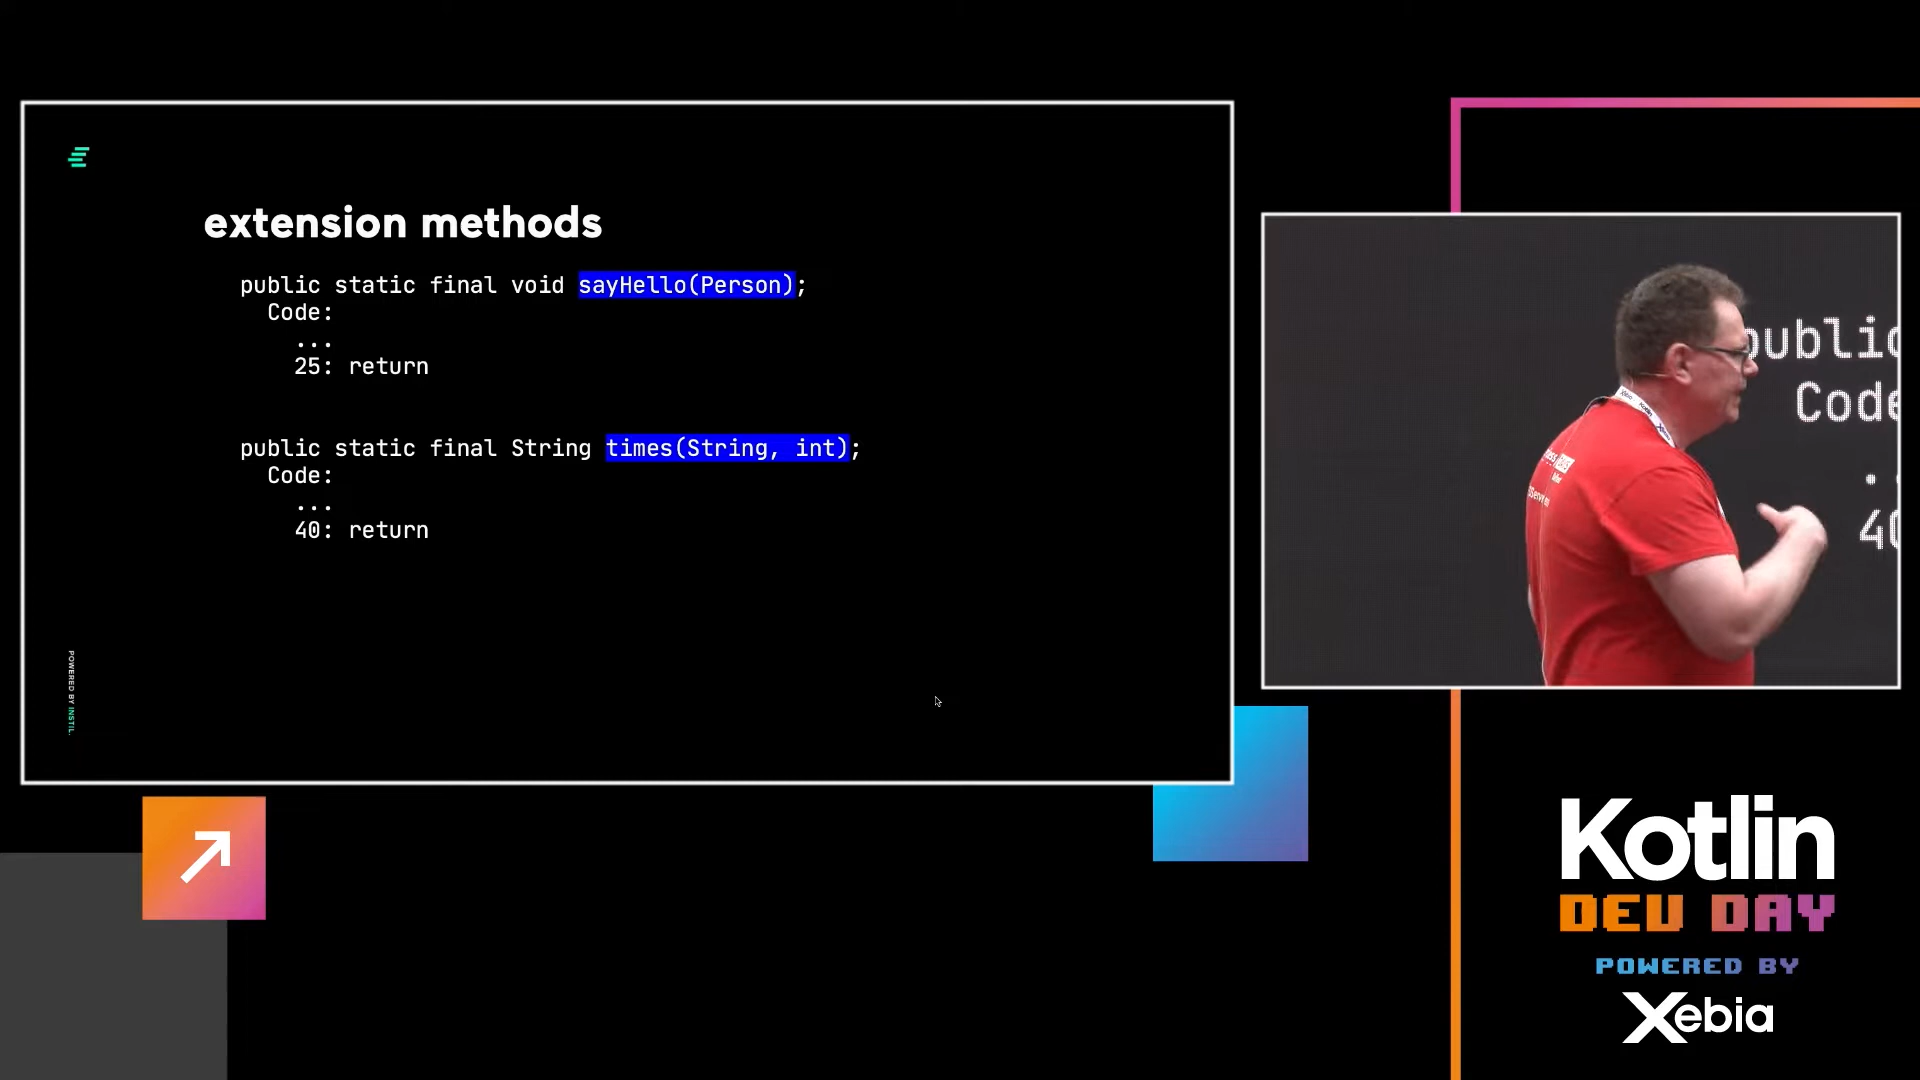 extension methods
public static final void sayHello(Person);
Code:
...
25: return
public static final String times(String, int);
Code:
...
40: return
POWERED BY INSTIL.
public
Code
40
Kotlin
DEV DAY
POWERED BY
Xebia